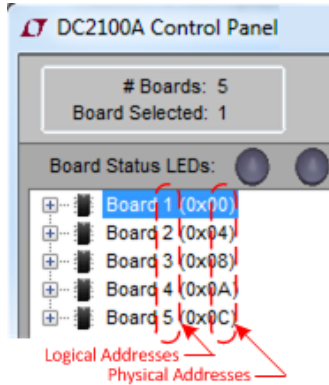 DC2100A Control Panel
# Boards: 5
Board Selected: 1
Board Status LEDs:
Board 1 (0x00)
Board 2 (0x04)
Board 3 (0x08)
Board 4 (0x0A)
Board 5 (0x0C)
Logical Addresses
Physical Addresses